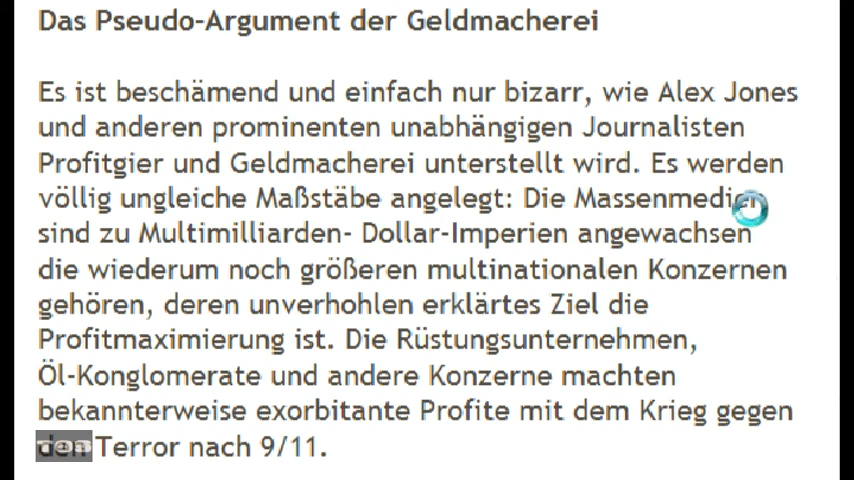 Das Pseudo-Argument der Geldmacherei
Es ist beschämend und einfach nur bizarr, wie Alex Jones
und anderen prominenten unabhängigen Journalisten
Profitgier und Geldmacherei unterstellt wird. Es werden
völlig ungleiche Maßstäbe angelegt: Die Massenmedien
sind zu Multimilliarden- Dollar-Imperien angewachsen
die wiederum noch größeren multinationalen Konzernen
gehören, deren unverhohlen erklärtes Ziel die
Profitmaximierung ist. Die Rüstungsunternehmen,
Öl-Konglomerate und andere Konzerne machten
bekannterweise exorbitante Profite mit dem Krieg gegen
den Terror nach 9/11.